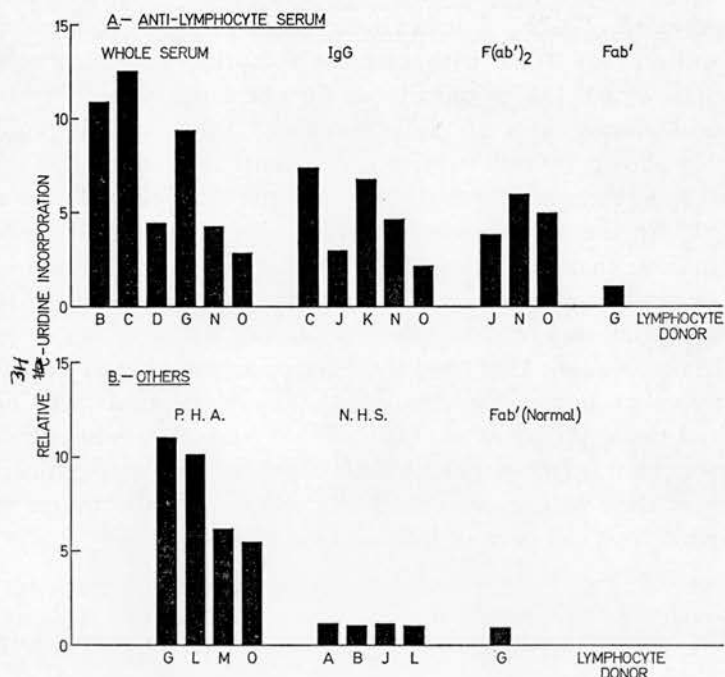 A.– ANTI-LYMPHOCYTE SERUM
WHOLE SERUM IgG F(ab')2 Fab'
15
10
5
0
B C D G N O C J K N O J N O G LYMPHOCYTE
DONOR
RELATIVE 3H -URIDINE INCORPORATION
B.– OTHERS
15
P. H. A. N. H. S. Fab' (Normal)
10
5
0
G L M O A B J L G LYMPHOCYTE
DONOR